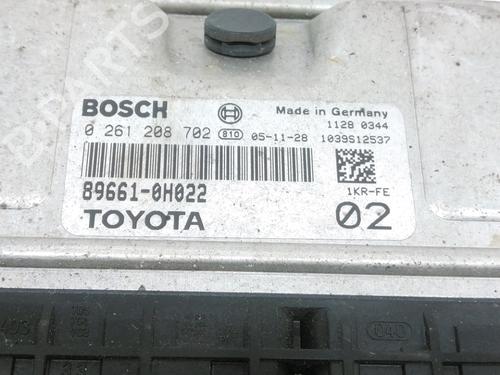 BOSCH
Made in Germany
0 261 208 702 810 05-11-28
1128 0344
1039S12537
89661-0H022
1KR-FE
TOYOTA
02
040